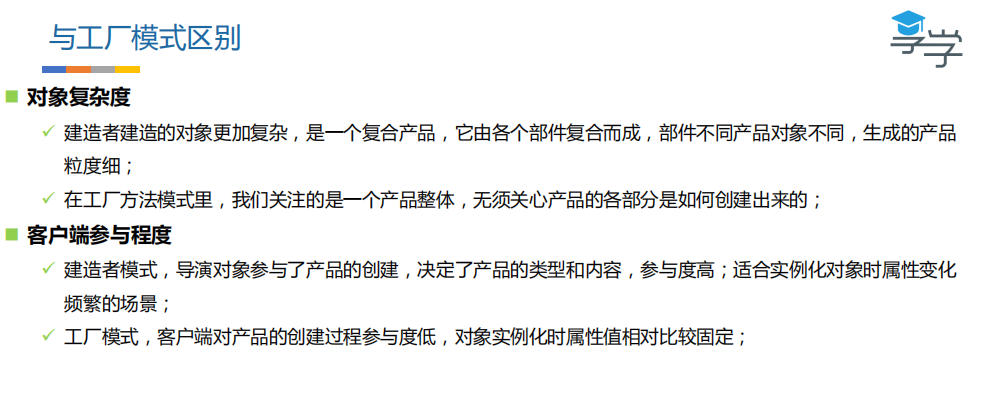 与工厂模式区别
学学
对象复杂度
建造者建造的对象更加复杂，是一个复合产品，它由各个部件复合而成，部件不同产品对象不同，生成的产品
粒度细；
在工厂方法模式里，我们关注的是一个产品整体，无须关心产品的各部分是如何创建出来的；
客户端参与程度
建造者模式，导演对象参与了产品的创建，决定了产品的类型和内容，参与度高；适合实例化对象时属性变化
频繁的场景；
工厂模式，客户端对产品的创建过程参与度低，对象实例化时属性值相对比较固定；